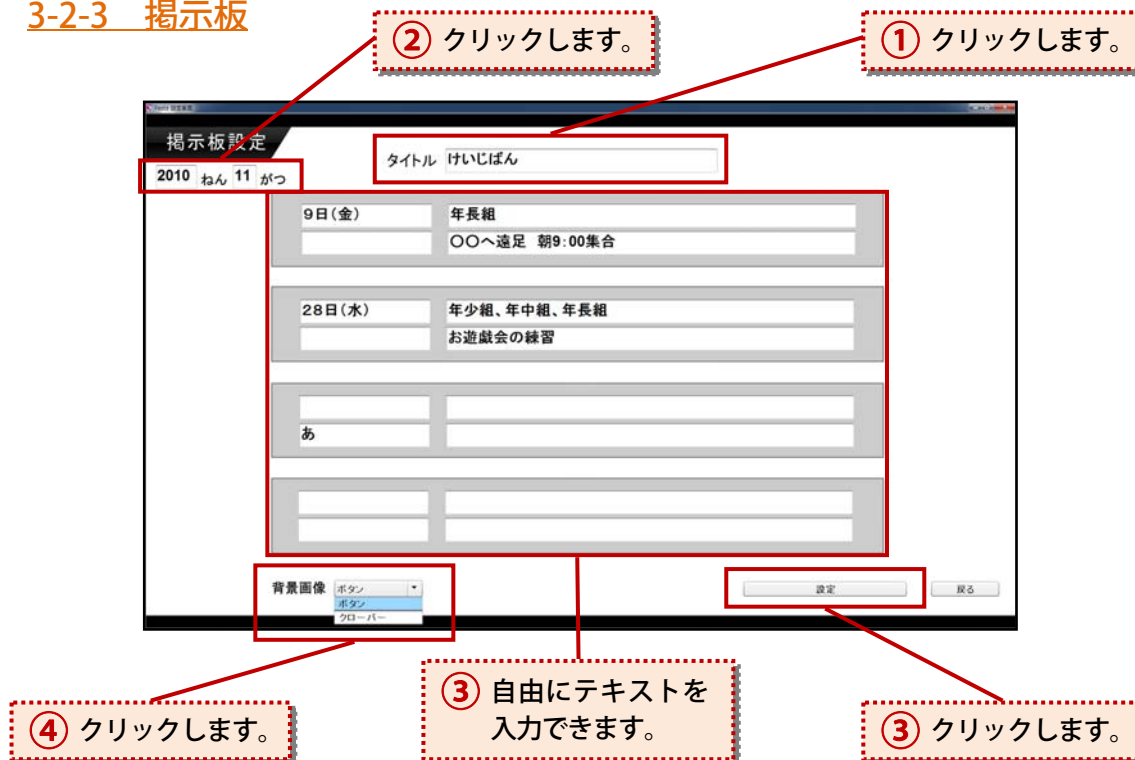 3-2-3 掲示板
② クリックします。
① クリックします。
掲示板設定
タイトル けいじばん
2010 ねん 11 がつ
9日(金) 年長組
〇〇へ遠足 朝9:00集合
28日(水) 年少組、年中組、年長組
お遊戯会の練習
あ
背景画像 ボタン
ボタン
クローバー
設定 戻る
④ クリックします。
③ 自由にテキストを
入力できます。
③ クリックします。